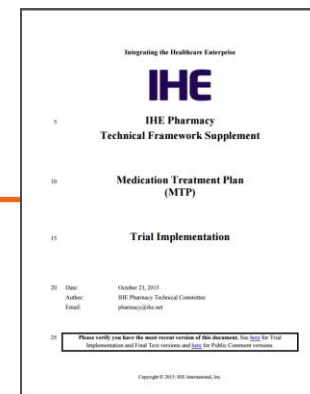 Integrating the Healthcare Enterprise
IHE
5 IHE Pharmacy
Technical Framework Supplement
10 Medication Treatment Plan
(MTP)
15 Trial Implementation
20 Date: October 23, 2015
Author: IHE Pharmacy Technical Committee
Email: pharmacy@ihe.net
25 Please verify you have the most recent version of this document. See here for Trial
Implementation and Final Text versions and here for Public Comment versions.
Copyright © 2015: IHE International, Inc.